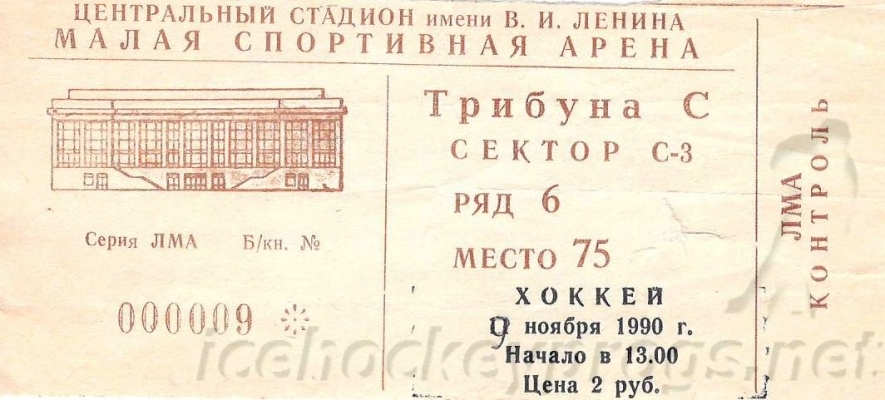 ЦЕНТРАЛЬНЫЙ СТАДИОН имени В. И. ЛЕНИНА
МАЛАЯ СПОРТИВНАЯ АРЕНА
Трибуна С
СЕКТОР С-3
РЯД 6
МЕСТО 75
Серия ЛМА Б/кн. №
000009
ХОККЕЙ
9 ноября 1990 г.
Начало в 13.00
Цена 2 руб.
ЛМА
КОНТРОЛЬ
icehockeyprogs.net